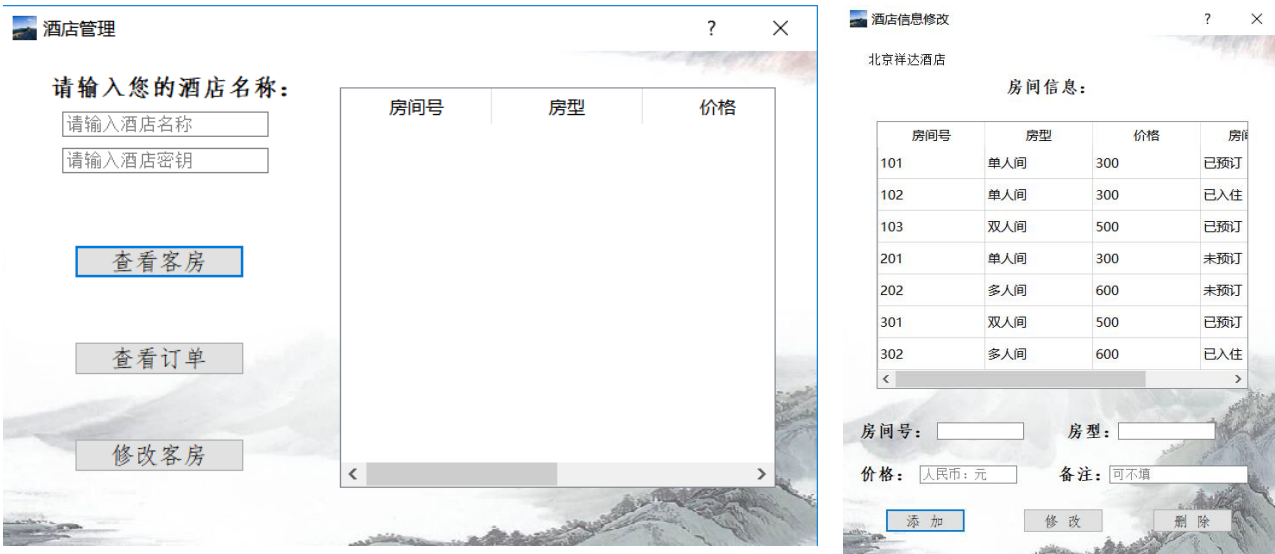 酒店管理
请输入您的酒店名称：
请输入酒店名称
请输入酒店密钥
查看客房
查看订单
修改客房
房间号 房型 价格
酒店信息修改
北京祥达酒店
房间信息：
房间号 房型 价格 房间
101 单人间 300 已预订
102 单人间 300 已入住
103 双人间 500 已预订
201 单人间 300 未预订
202 多人间 600 未预订
301 双人间 500 已预订
302 多人间 600 已入住
房间号： 房型：
价格： 人民币：元 备注： 可不填
添 加 修 改 删 除